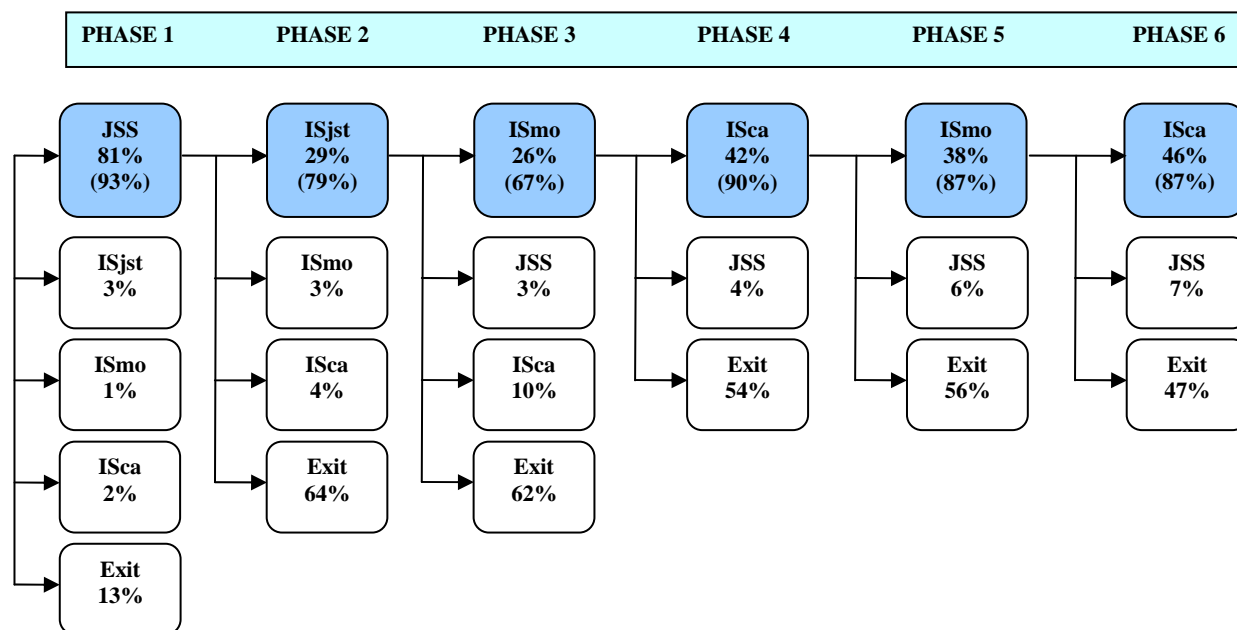 PHASE 1 PHASE 2 PHASE 3 PHASE 4 PHASE 5 PHASE 6
JSS
81%
(93%)
ISjst
3%
ISmo
1%
ISca
2%
Exit
13%
ISjst
29%
(79%)
ISmo
3%
ISca
4%
Exit
64%
ISmo
26%
(67%)
JSS
3%
ISca
10%
Exit
62%
ISca
42%
(90%)
JSS
4%
Exit
54%
ISmo
38%
(87%)
JSS
6%
Exit
56%
ISca
46%
(87%)
JSS
7%
Exit
47%